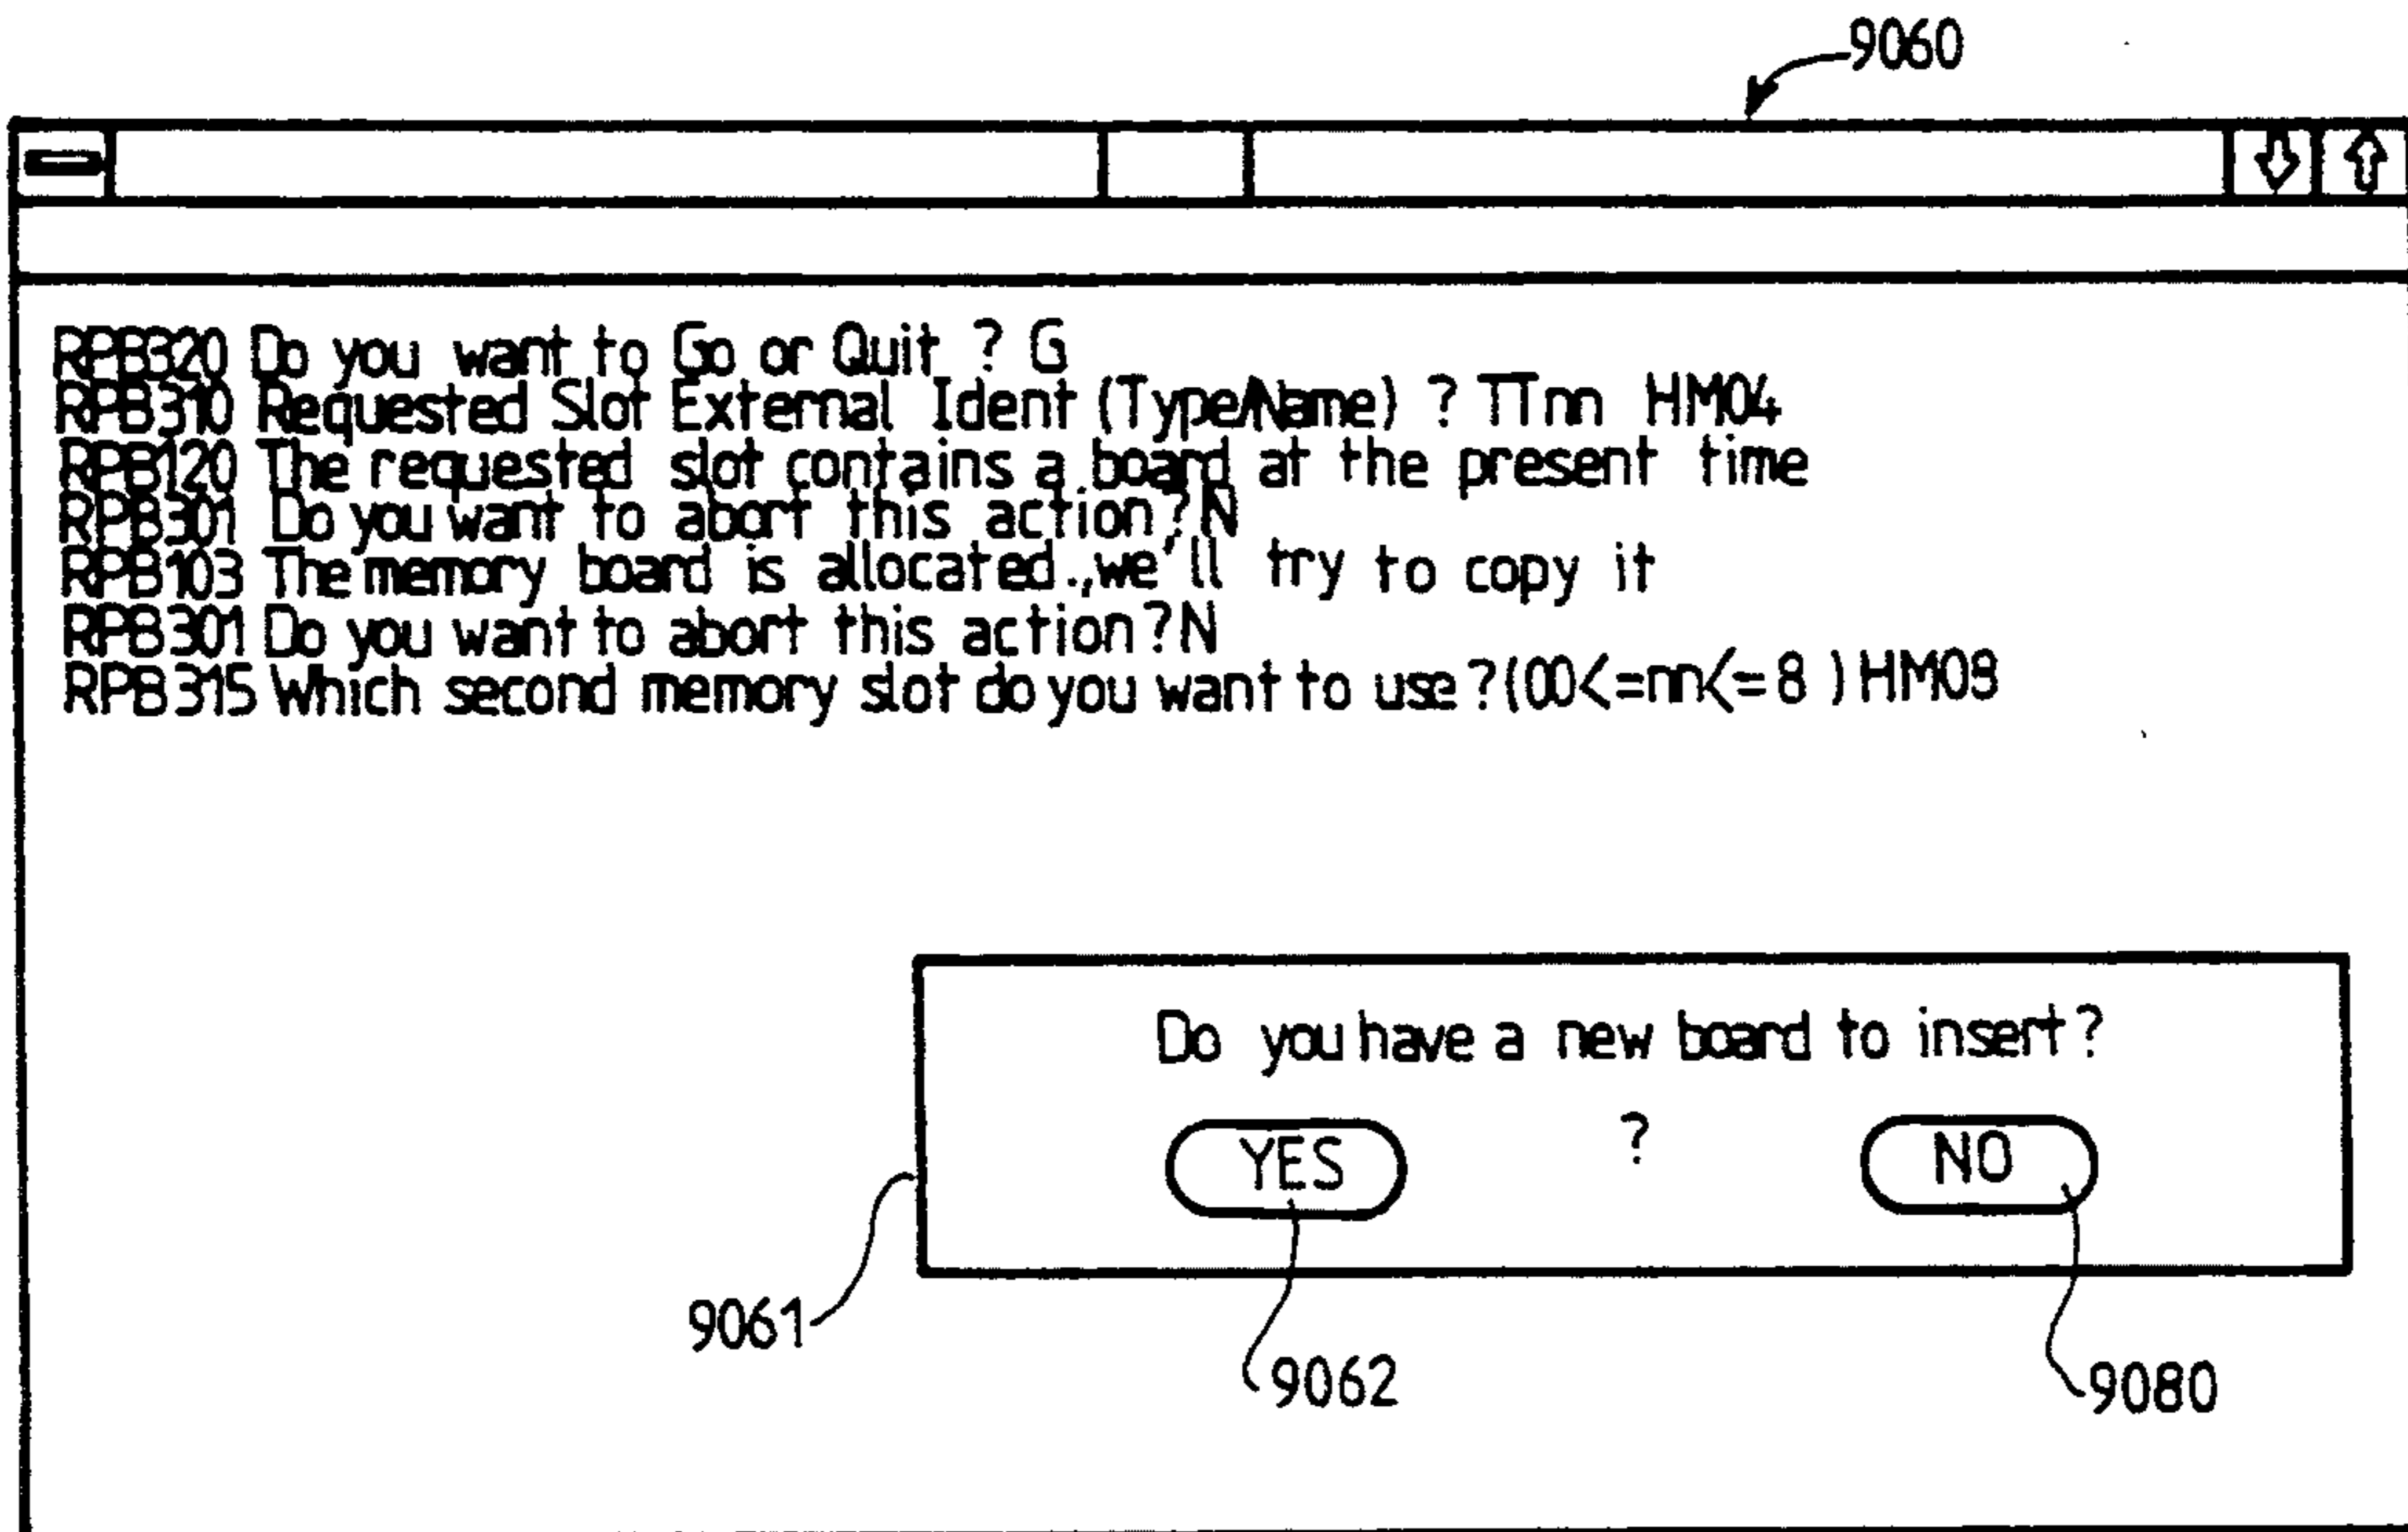 9060
RPB320 Do you want to Go or Quit ? G
RPB310 Requested Slot External Ident (Type/Name) ? TTnn HM04
RPB120 The requested slot contains a board at the present time
RPB301 Do you want to abort this action?N
RPB103 The memory board is allocated.,we'll try to copy it
RPB301 Do you want to abort this action?N
RPB315 Which second memory slot do you want to use?(00<=nn<=8 ) HM09
Do you have a new board to insert?
YES ? NO
9061
9062
9080